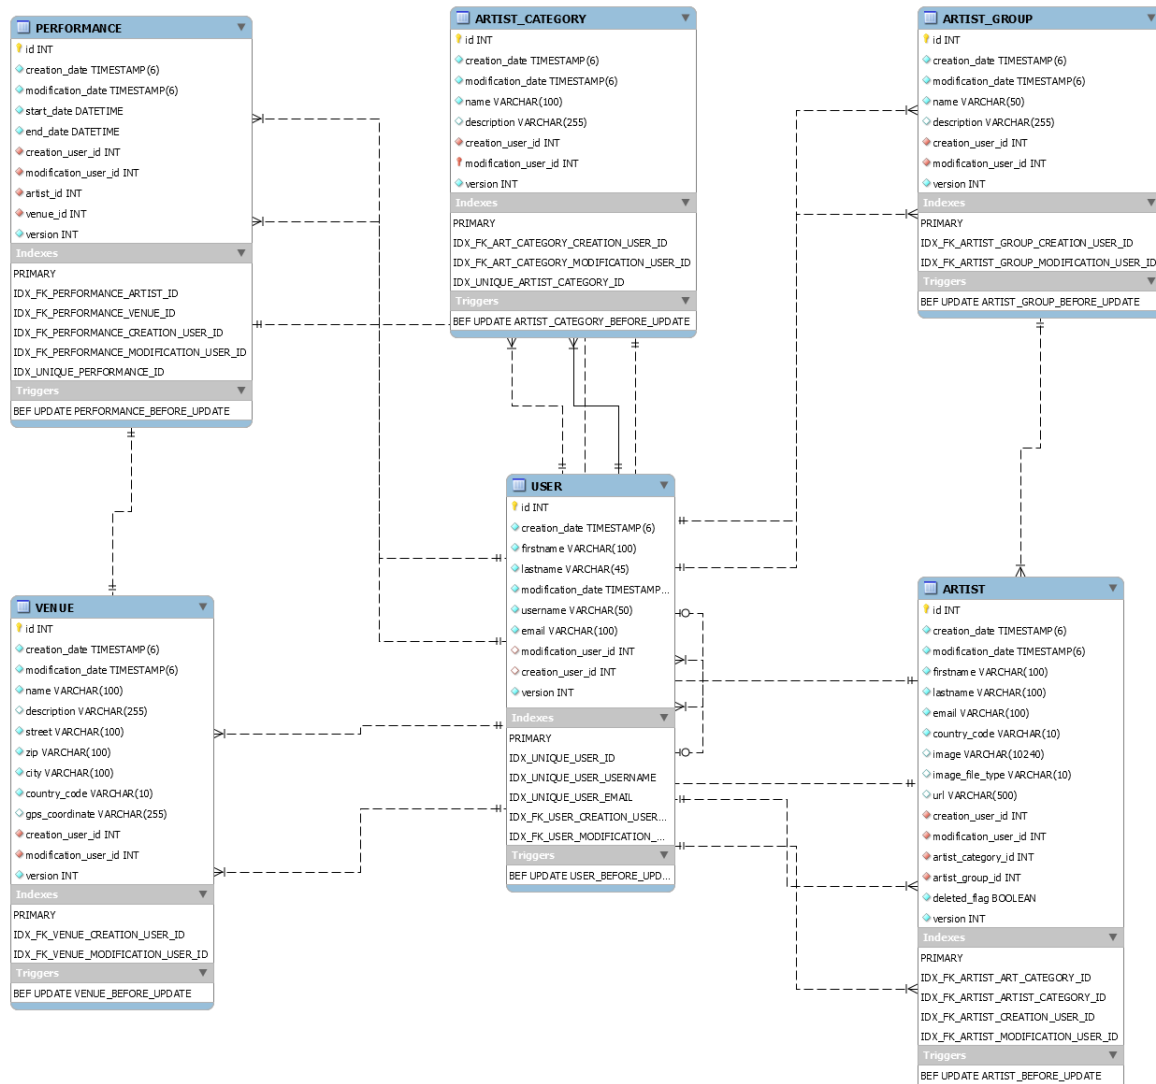 PERFORMANCE
id INT
creation_date TIMESTAMP(6)
modification_date TIMESTAMP(6)
start_date DATETIME
end_date DATETIME
creation_user_id INT
modification_user_id INT
artist_id INT
venue_id INT
version INT
Indexes
PRIMARY
IDX_FK_PERFORMANCE_ARTIST_ID
IDX_FK_PERFORMANCE_VENUE_ID
IDX_FK_PERFORMANCE_CREATION_USER_ID
IDX_FK_PERFORMANCE_MODIFICATION_USER_ID
IDX_UNIQUE_PERFORMANCE_ID
Triggers
BEF UPDATE PERFORMANCE_BEFORE_UPDATE
ARTIST_CATEGORY
id INT
creation_date TIMESTAMP(6)
modification_date TIMESTAMP(6)
name VARCHAR(100)
description VARCHAR(255)
creation_user_id INT
modification_user_id INT
version INT
Indexes
PRIMARY
IDX_FK_ART_CATEGORY_CREATION_USER_ID
IDX_FK_ART_CATEGORY_MODIFICATION_USER_ID
IDX_UNIQUE_ARTIST_CATEGORY_ID
Triggers
BEF UPDATE ARTIST_CATEGORY_BEFORE_UPDATE
ARTIST_GROUP
id INT
creation_date TIMESTAMP(6)
modification_date TIMESTAMP(6)
name VARCHAR(50)
description VARCHAR(255)
creation_user_id INT
modification_user_id INT
version INT
Indexes
PRIMARY
IDX_FK_ARTIST_GROUP_CREATION_USER_ID
IDX_FK_ARTIST_GROUP_MODIFICATION_USER_ID
Triggers
BEF UPDATE ARTIST_GROUP_BEFORE_UPDATE
USER
id INT
creation_date TIMESTAMP(6)
firstname VARCHAR(100)
lastname VARCHAR(45)
modification_date TIMESTAMP...
username VARCHAR(50)
email VARCHAR(100)
modification_user_id INT
creation_user_id INT
version INT
Indexes
PRIMARY
IDX_UNIQUE_USER_ID
IDX_UNIQUE_USER_USERNAME
IDX_UNIQUE_USER_EMAIL
IDX_FK_USER_CREATION_USER...
IDX_FK_USER_MODIFICATION_...
Triggers
BEF UPDATE USER_BEFORE_UPD...
VENUE
id INT
creation_date TIMESTAMP(6)
modification_date TIMESTAMP(6)
name VARCHAR(100)
description VARCHAR(255)
street VARCHAR(100)
zip VARCHAR(100)
city VARCHAR(100)
country_code VARCHAR(10)
gps_coordinate VARCHAR(255)
creation_user_id INT
modification_user_id INT
version INT
Indexes
PRIMARY
IDX_FK_VENUE_CREATION_USER_ID
IDX_FK_VENUE_MODIFICATION_USER_ID
Triggers
BEF UPDATE VENUE_BEFORE_UPDATE
ARTIST
id INT
creation_date TIMESTAMP(6)
modification_date TIMESTAMP(6)
firstname VARCHAR(100)
lastname VARCHAR(100)
email VARCHAR(100)
country_code VARCHAR(10)
image VARCHAR(10240)
image_file_type VARCHAR(10)
url VARCHAR(500)
creation_user_id INT
modification_user_id INT
artist_category_id INT
artist_group_id INT
deleted_flag BOOLEAN
version INT
Indexes
PRIMARY
IDX_FK_ARTIST_ART_CATEGORY_ID
IDX_FK_ARTIST_ARTIST_CATEGORY_ID
IDX_FK_ARTIST_CREATION_USER_ID
IDX_FK_ARTIST_MODIFICATION_USER_ID
Triggers
BEF UPDATE ARTIST_BEFORE_UPDATE